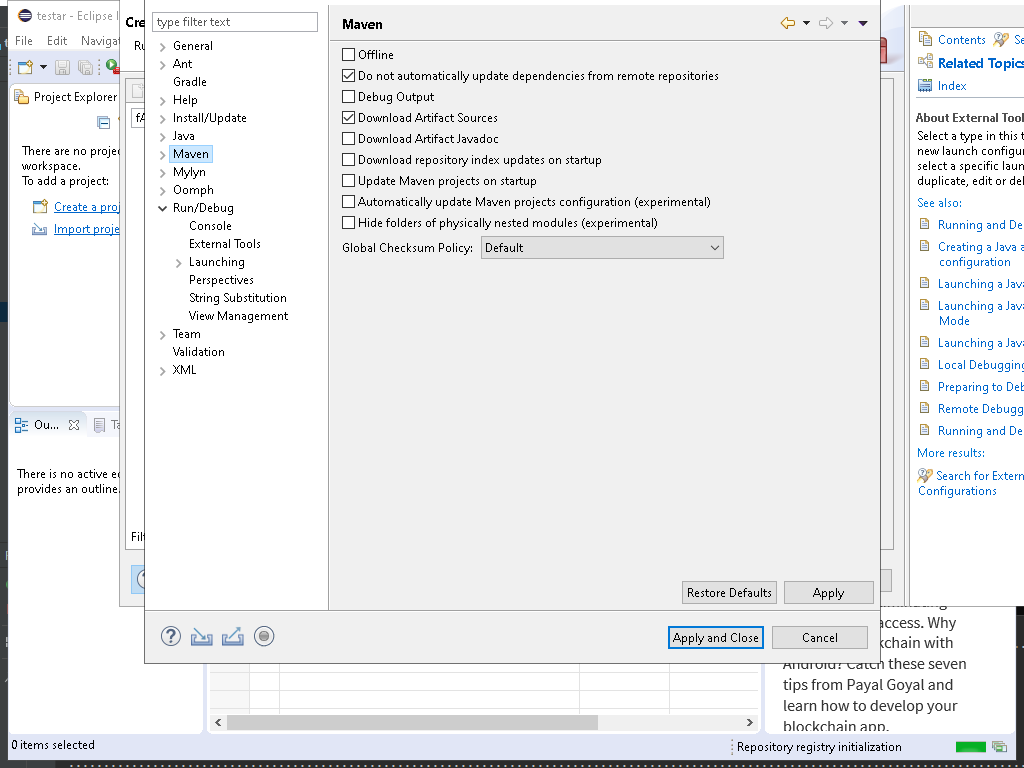 testar - Eclipse I
File Edit Navigat
Project Explorer
There are no proje
workspace.
To add a project:
Create a proj
Import proje
Ou...
Ta
There is no active e
provides an outline.
0 items selected
Cre
Ru
Filt
type filter text
General
Ant
Gradle
Help
Install/Update
Java
Maven
Mylyn
Oomph
Run/Debug
Console
External Tools
Launching
Perspectives
String Substitution
View Management
Team
Validation
XML
Maven
Offline
Do not automatically update dependencies from remote repositories
Debug Output
Download Artifact Sources
Download Artifact Javadoc
Download repository index updates on startup
Update Maven projects on startup
Automatically update Maven projects configuration (experimental)
Hide folders of physically nested modules (experimental)
Global Checksum Policy: Default
Restore Defaults Apply
Apply and Close Cancel
Contents Se
Related Topics
Index
About External Tool
Select a type in this t
new launch configur
select a specific laun
duplicate, edit or del
See also:
Running and De
Creating a Java a
configuration
Launching a Java
Launching a Java
Mode
Launching a Java
Local Debugging
Preparing to Deb
Remote Debugg
Running and De
More results:
Search for Extern
Configurations
access. Why
kchain with
Android? Catch these seven
tips from Payal Goyal and
learn how to develop your
blockchain app.
Repository registry initialization